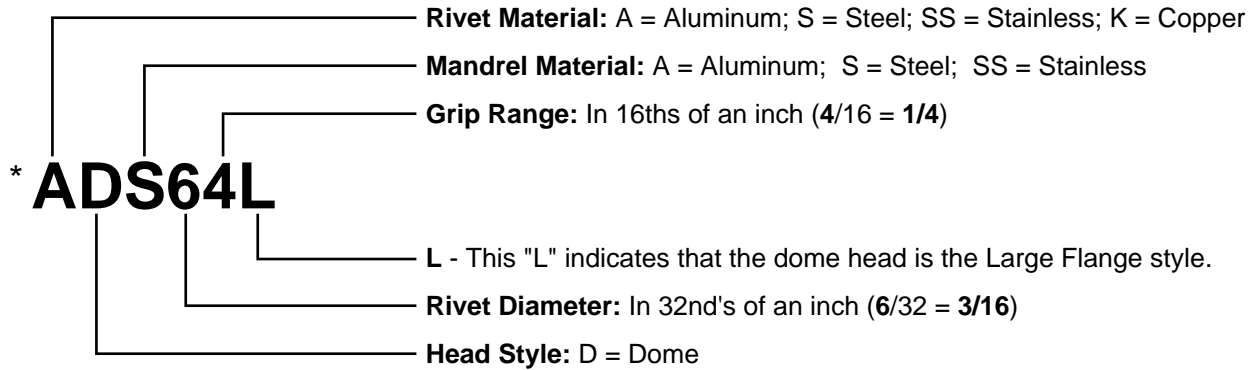 Rivet Material: A = Aluminum; S = Steel; SS = Stainless; K = Copper
Mandrel Material: A = Aluminum; S = Steel; SS = Stainless
Grip Range: In 16ths of an inch (4/16 = 1/4)
* ADS64L
L - This "L" indicates that the dome head is the Large Flange style.
Rivet Diameter: In 32nd's of an inch (6/32 = 3/16)
Head Style: D = Dome